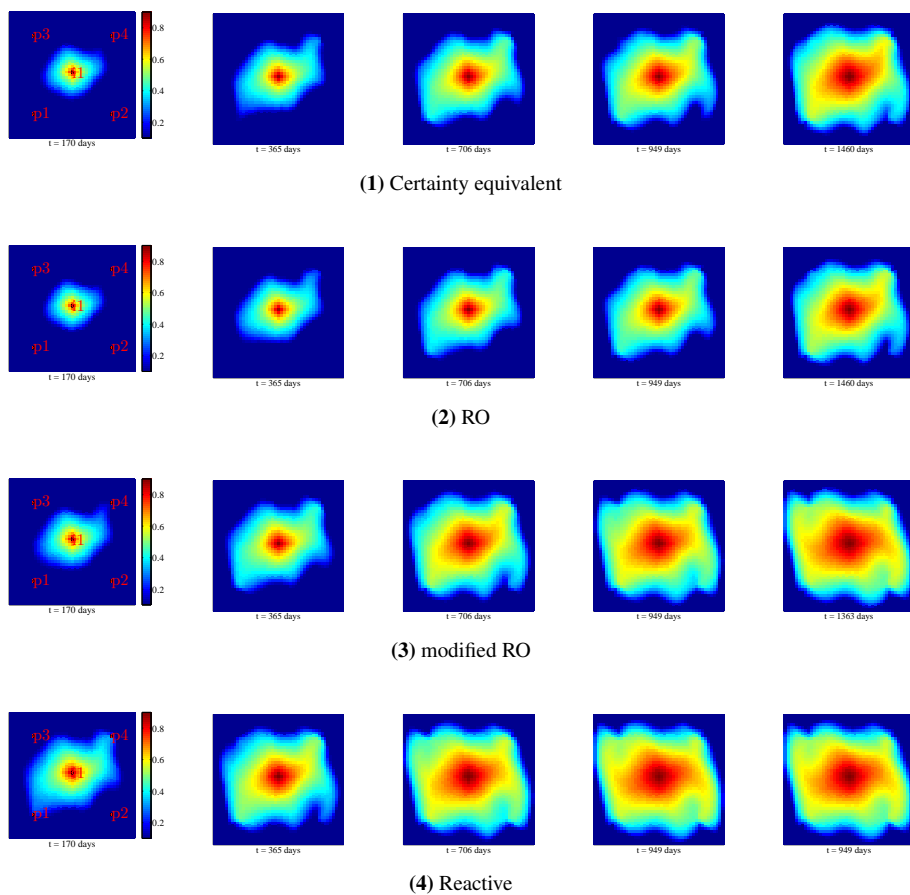 p3 p4
0.8
0.6
i1
0.4
p1 p2
0.2
t = 170 days t = 365 days t = 706 days t = 949 days t = 1460 days
(1) Certainty equivalent
p3 p4
0.8
0.6
i1
0.4
p1 p2
0.2
t = 170 days t = 365 days t = 706 days t = 949 days t = 1460 days
(2) RO
p3 p4
0.8
0.6
i1
0.4
p1 p2
0.2
t = 170 days t = 365 days t = 706 days t = 949 days t = 1363 days
(3) modified RO
p3 p4
0.8
0.6
i1
0.4
p1 p2
0.2
t = 170 days t = 365 days t = 706 days t = 949 days t = 949 days
(4) Reactive